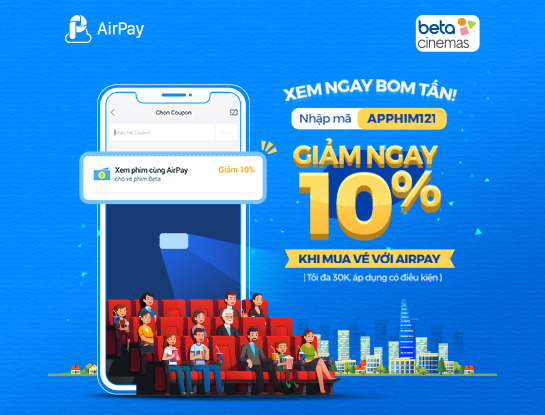 AirPay
beta
cinemas
XEM NGAY BOM TẤN!
Nhập mã APPHIM121
GIẢM NGAY
10%
KHI MUA VÉ VỚI AIRPAY
( Tối đa 30K, áp dụng có điều kiện )
Chọn Coupon
Nhập mã Coupon
Xem phim cùng AirPay
Giảm 10%
cho vé phim Beta